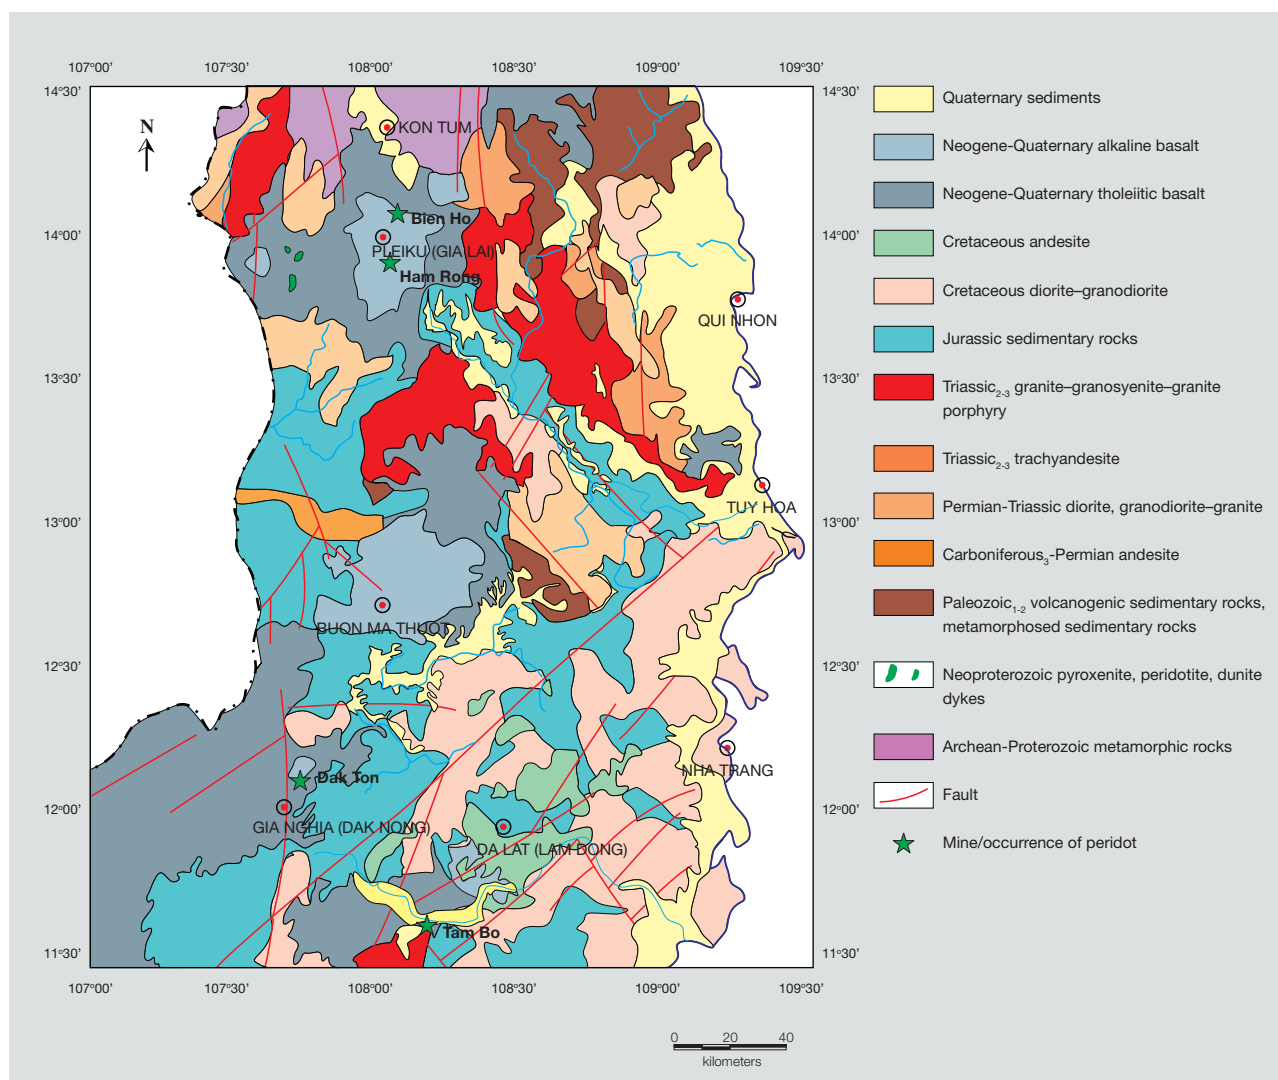 107°00’ 107°30’ 108°00’ 108°30’ 109°00’ 109°30’
14°30’ 14°30’
N
KON TUM
Bien Ho
14°00’ 14°00’
PLEIKU (GIA LAI)
Ham Rong
QUI NHON
13°30’ 13°30’
TUY HOA
13°00’ 13°00’
BUON MA THUOT
12°30’ 12°30’
NHA TRANG
Dak Ton
12°00’ 12°00’
GIA NGHIA (DAK NONG)
DA LAT (LAM DONG)
Tam Bo
11°30’ 11°30’
107°00’ 107°30’ 108°00’ 108°30’ 109°00’ 109°30’
0 20 40
kilometers
Quaternary sediments
Neogene-Quaternary alkaline basalt
Neogene-Quaternary tholeiitic basalt
Cretaceous andesite
Cretaceous diorite–granodiorite
Jurassic sedimentary rocks
Triassic2-3 granite–granosyenite–granite
porphyry
Triassic2-3 trachyandesite
Permian-Triassic diorite, granodiorite–granite
Carboniferous3-Permian andesite
Paleozoic1-2 volcanogenic sedimentary rocks,
metamorphosed sedimentary rocks
Neoproterozoic pyroxenite, peridotite, dunite
dykes
Archean-Proterozoic metamorphic rocks
Fault
Mine/occurrence of peridot